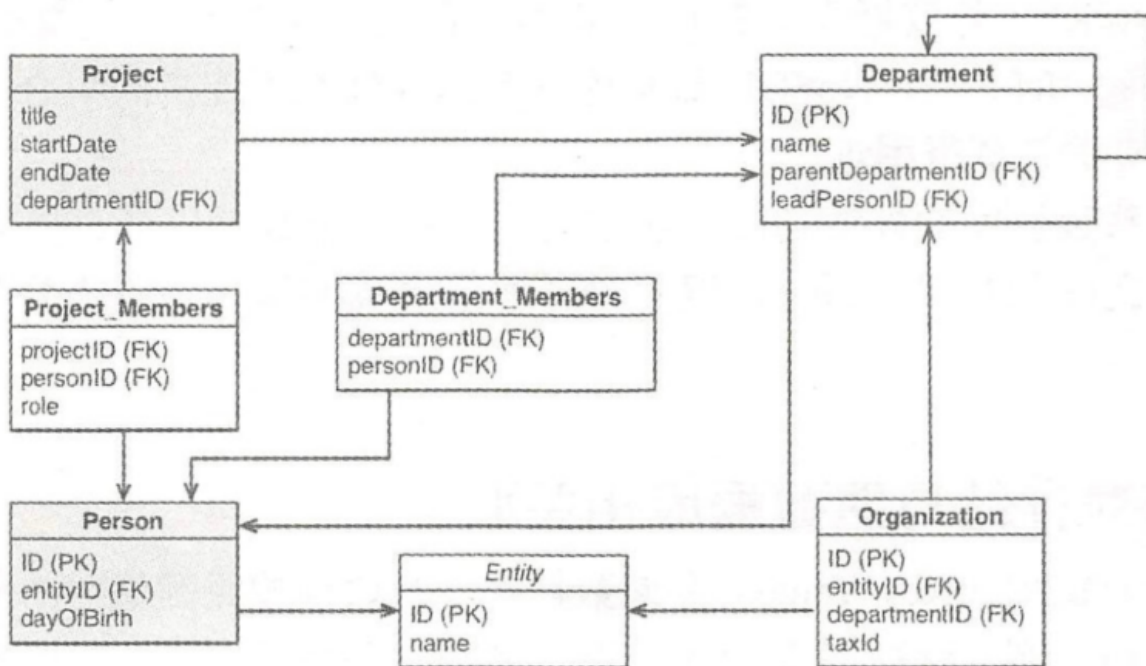 Project
title
startDate
endDate
departmentID (FK)
Department
ID (PK)
name
parentDepartmentID (FK)
leadPersonID (FK)
Project_Members
projectID (FK)
personID (FK)
role
Department_Members
departmentID (FK)
personID (FK)
Person
ID (PK)
entityID (FK)
dayOfBirth
Entity
ID (PK)
name
Organization
ID (PK)
entityID (FK)
departmentID (FK)
taxId